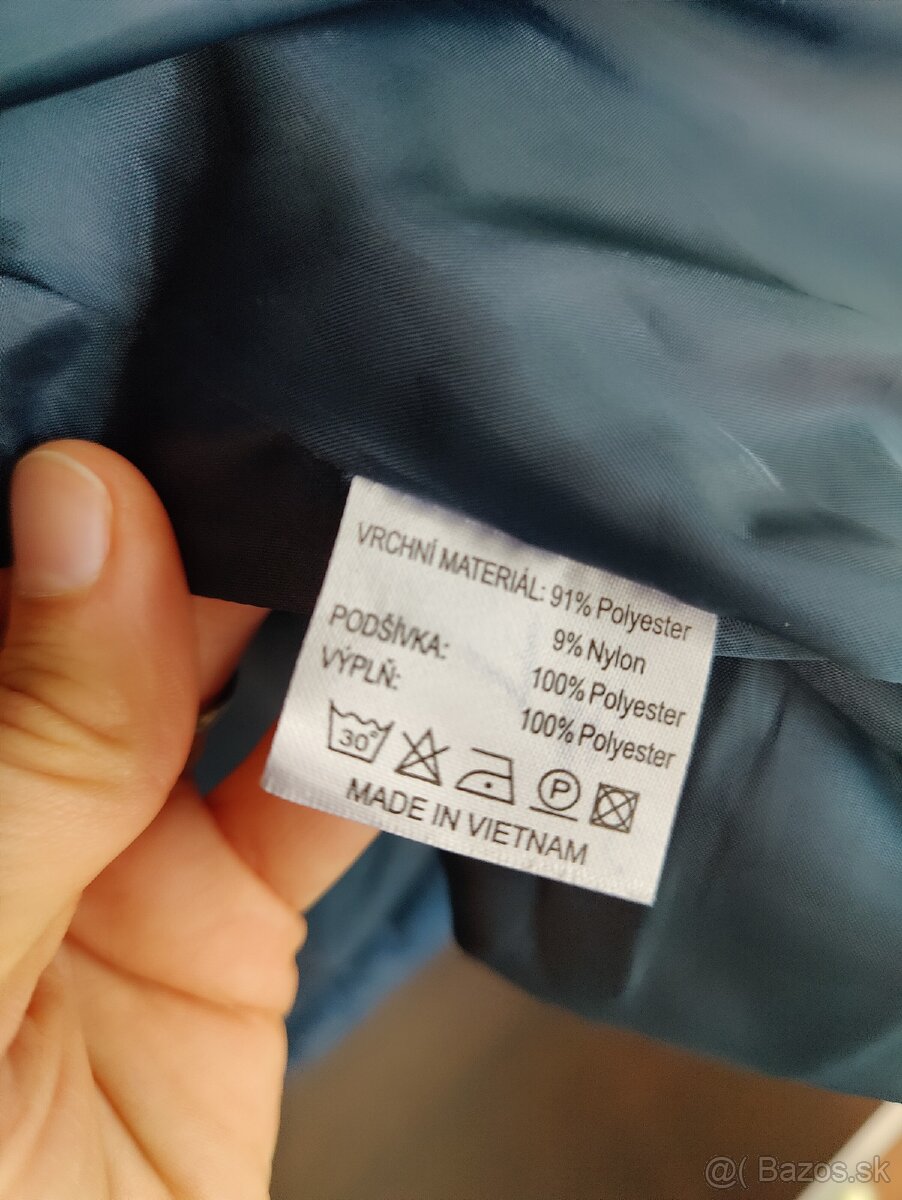 VRCHNÍ MATERIÁL: 91% Polyester
9% Nylon
PODŠÍVKA: 100% Polyester
VÝPLŇ: 100% Polyester
30°
P
MADE IN VIETNAM
@( Bazos.sk